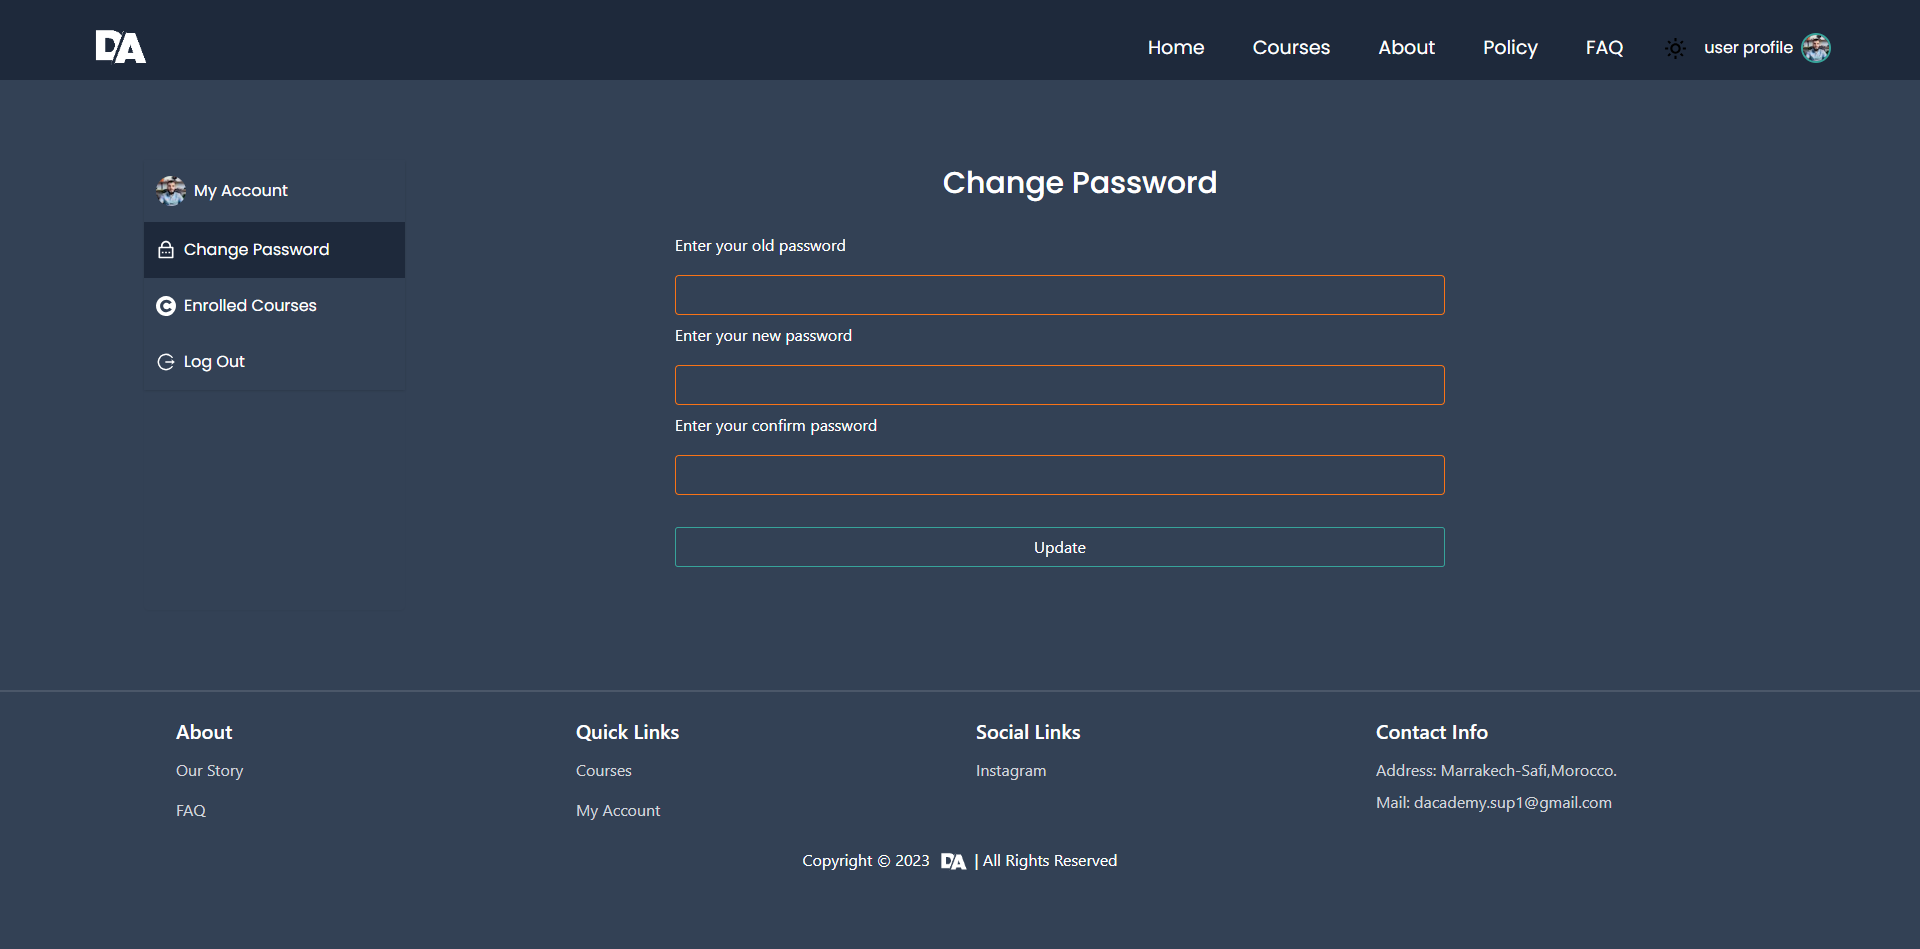 DA
Home Courses About Policy FAQ user profile
My Account
Change Password
Enrolled Courses
Log Out
Change Password
Enter your old password
Enter your new password
Enter your confirm password
Update
About
Our Story
FAQ
Quick Links
Courses
My Account
Social Links
Instagram
Contact Info
Address: Marrakech-Safi,Morocco.
Mail: dacademy.sup1@gmail.com
Copyright © 2023 DA | All Rights Reserved